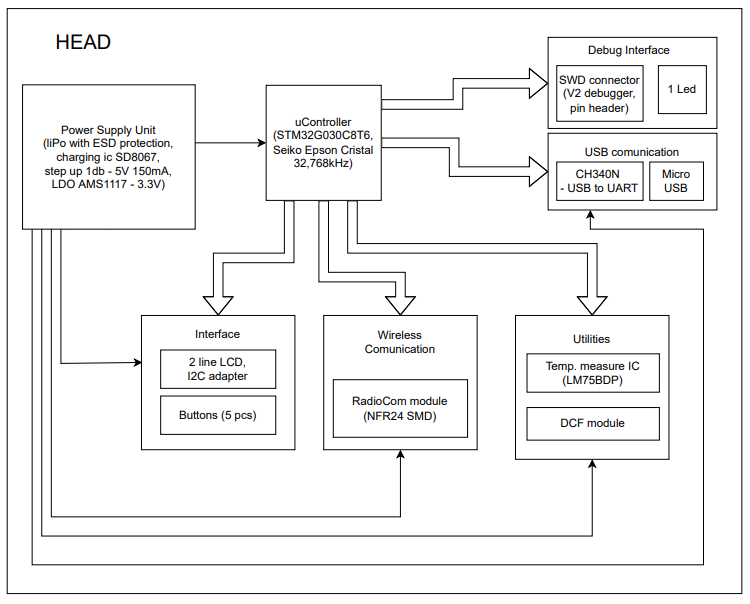 HEAD
Power Supply Unit
(liPo with ESD protection,
charging ic SD8067,
step up 1db - 5V 150mA,
LDO AMS1117 - 3.3V)
uController
(STM32G030C8T6,
Seiko Epson Cristal
32,768kHz)
Debug Interface
SWD connector
(V2 debugger,
pin header)
1 Led
USB comunication
CH340N
- USB to UART
Micro
USB
Interface
2 line LCD,
I2C adapter
Buttons (5 pcs)
Wireless
Comunication
RadioCom module
(NFR24 SMD)
Utilities
Temp. measure IC
(LM75BDP)
DCF module